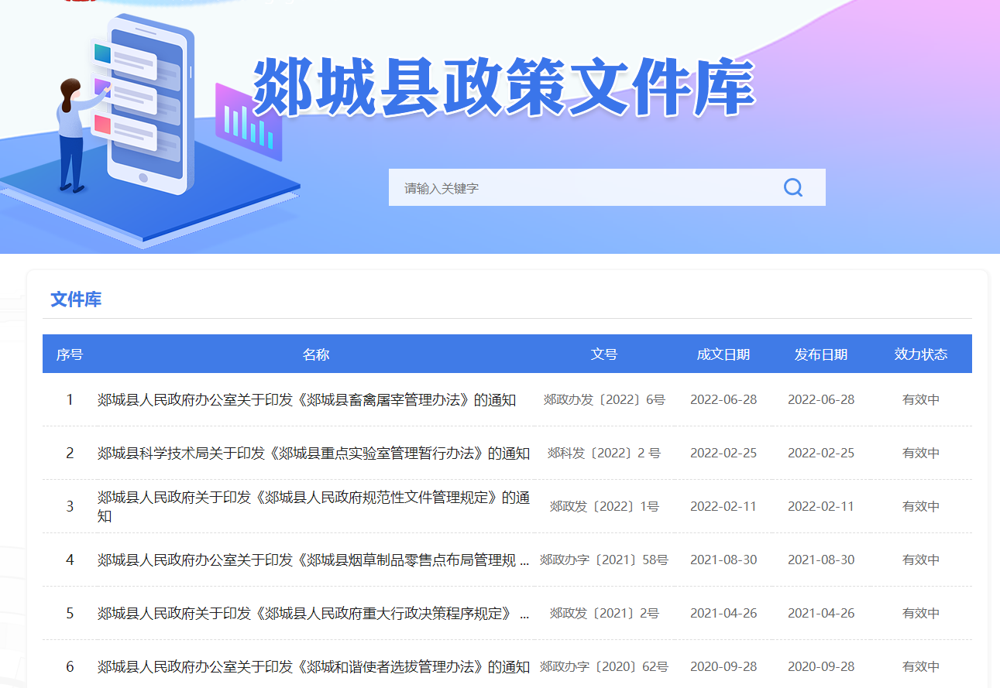 郯城县政策文件库
请输入关键字
文件库
序号 名称 文号 成文日期 发布日期 效力状态
1 郯城县人民政府办公室关于印发《郯城县畜禽屠宰管理办法》的通知 郯政办发〔2022〕6号 2022-06-28 2022-06-28 有效中
2 郯城县科学技术局关于印发《郯城县重点实验室管理暂行办法》的通知 郯科发〔2022〕2 号 2022-02-25 2022-02-25 有效中
3 郯城县人民政府关于印发《郯城县人民政府规范性文件管理规定》的通
知 郯政发〔2022〕1号 2022-02-11 2022-02-11 有效中
4 郯城县人民政府办公室关于印发《郯城县烟草制品零售点布局管理规 ... 郯政办字〔2021〕58号 2021-08-30 2021-08-30 有效中
5 郯城县人民政府关于印发《郯城县人民政府重大行政决策程序规定》 ... 郯政发〔2021〕2号 2021-04-26 2021-04-26 有效中
6 郯城县人民政府办公室关于印发《郯城和谐使者选拔管理办法》的通知 郯政办字〔2020〕62号 2020-09-28 2020-09-28 有效中